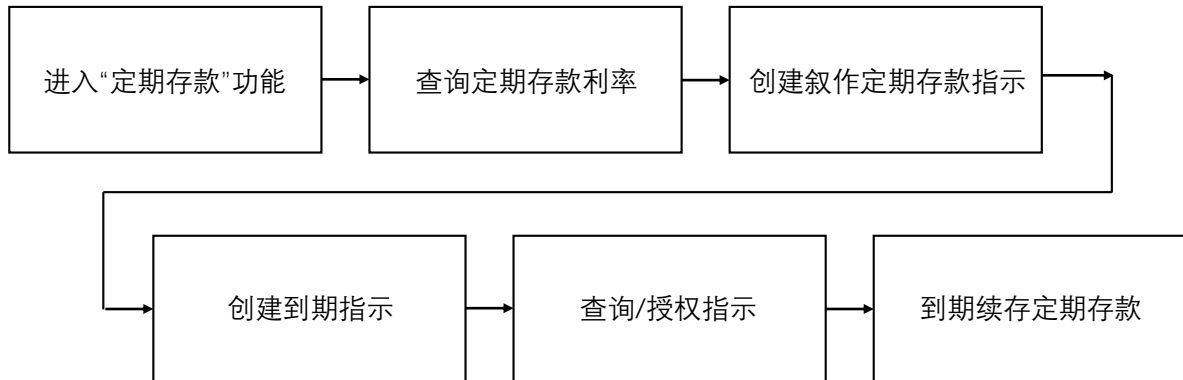 进入“定期存款”功能
查询定期存款利率
创建叙作定期存款指示
创建到期指示
查询/授权指示
到期续存定期存款